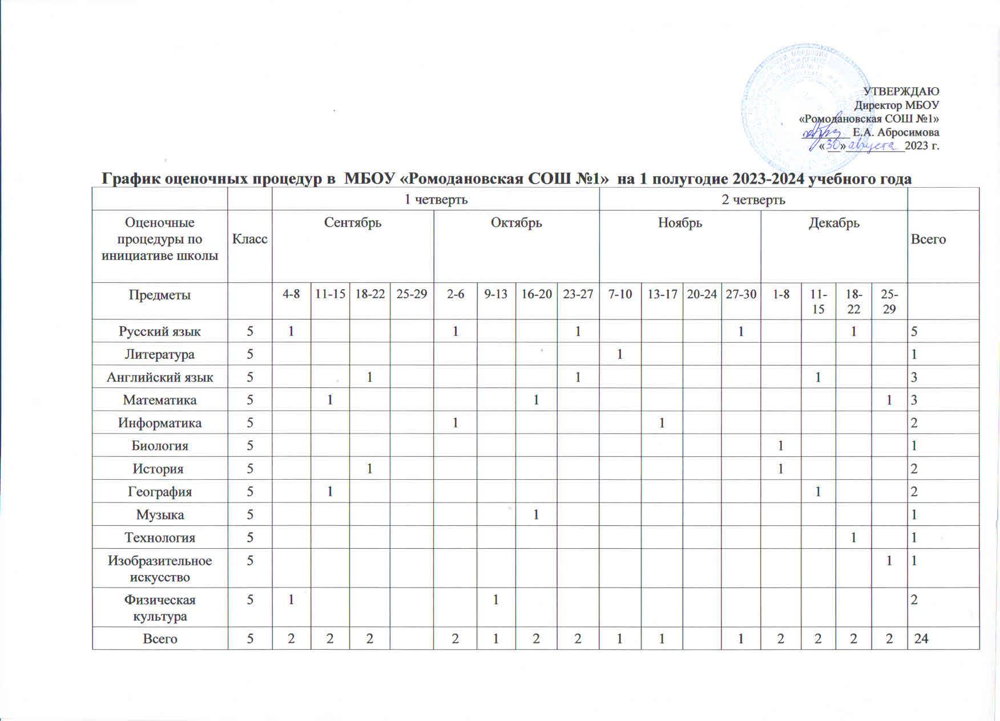 УТВЕРЖДАЮ
Директор МБОУ
«Ромодановская СОШ №1»
Е.А. Абросимова
«30» августа 2023 г.
График оценочных процедур в МБОУ «Ромодановская СОШ №1» на 1 полугодие 2023-2024 учебного года
1 четверть 2 четверть
Оценочные процедуры по инициативе школы Класс Сентябрь Октябрь Ноябрь Декабрь Всего
Предметы 4-8 11-15 18-22 25-29 2-6 9-13 16-20 23-27 7-10 13-17 20-24 27-30 1-8 11-15 18-22 25-29
Русский язык 5 1 1 1 1 1 5
Литература 5 1 1
Английский язык 5 1 1 1 3
Математика 5 1 1 1 3
Информатика 5 1 1 2
Биология 5 1 1
История 5 1 1 2
География 5 1 1 2
Музыка 5 1 1
Технология 5 1 1
Изобразительное искусство 5 1 1
Физическая культура 5 1 1 2
Всего 5 2 2 2 2 1 2 2 1 1 1 2 2 2 2 24